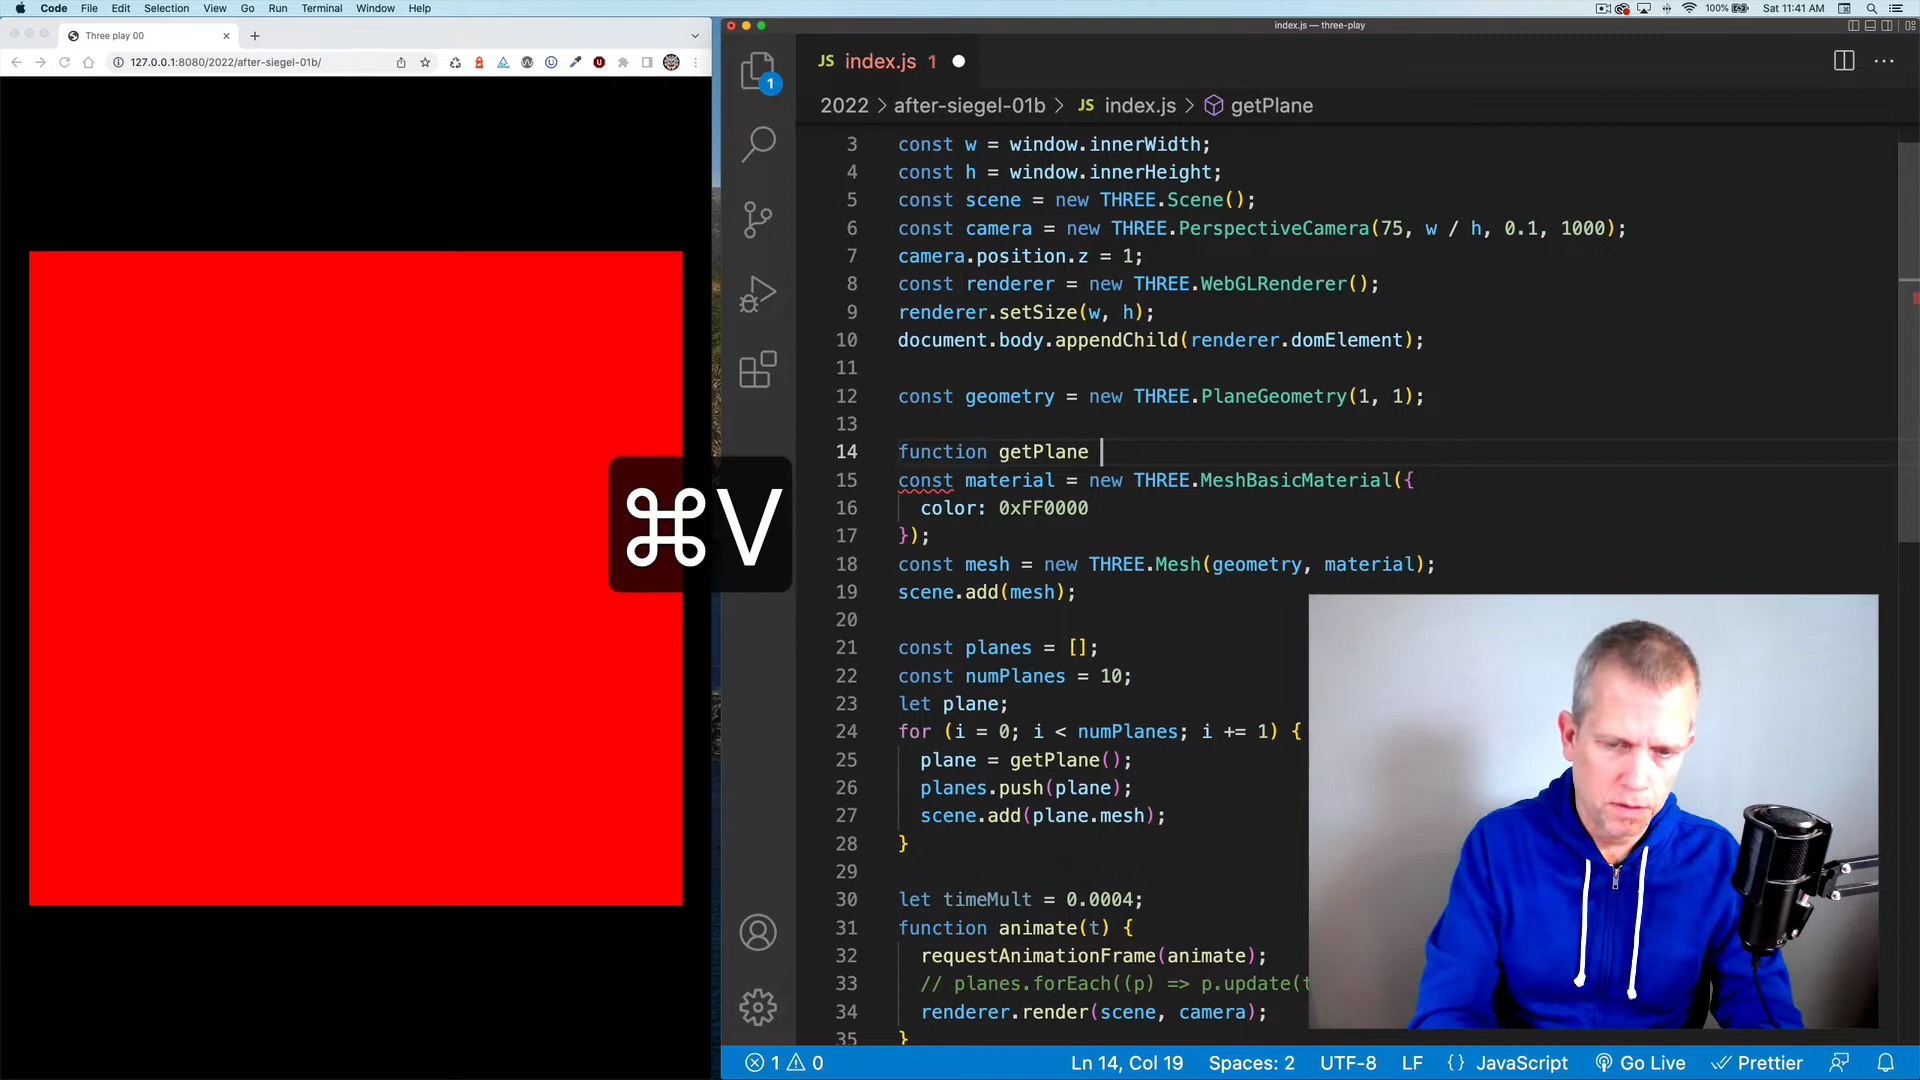 Code File Edit Selection View Go Run Terminal Window Help
100% Sat 11:41 AM
Three play 00
127.0.0.1:8080/2022/after-siegel-01b/
index.js — three-play
JS index.js 1
1
2022 > after-siegel-01b > JS index.js > getPlane
3 const w = window.innerWidth;
4 const h = window.innerHeight;
5 const scene = new THREE.Scene();
6 const camera = new THREE.PerspectiveCamera(75, w / h, 0.1, 1000);
7 camera.position.z = 1;
8 const renderer = new THREE.WebGLRenderer();
9 renderer.setSize(w, h);
10 document.body.appendChild(renderer.domElement);
11
12 const geometry = new THREE.PlaneGeometry(1, 1);
13
14 function getPlane
15 const material = new THREE.MeshBasicMaterial({
16 color: 0xFF0000
17 });
18 const mesh = new THREE.Mesh(geometry, material);
19 scene.add(mesh);
20
21 const planes = [];
22 const numPlanes = 10;
23 let plane;
24 for (i = 0; i < numPlanes; i += 1) {
25 plane = getPlane();
26 planes.push(plane);
27 scene.add(plane.mesh);
28 }
29
30 let timeMult = 0.0004;
31 function animate(t) {
32 requestAnimationFrame(animate);
33 // planes.forEach((p) => p.update(t
34 renderer.render(scene, camera);
35 }
⌘V
1 0 Ln 14, Col 19 Spaces: 2 UTF-8 LF {} JavaScript Go Live Prettier